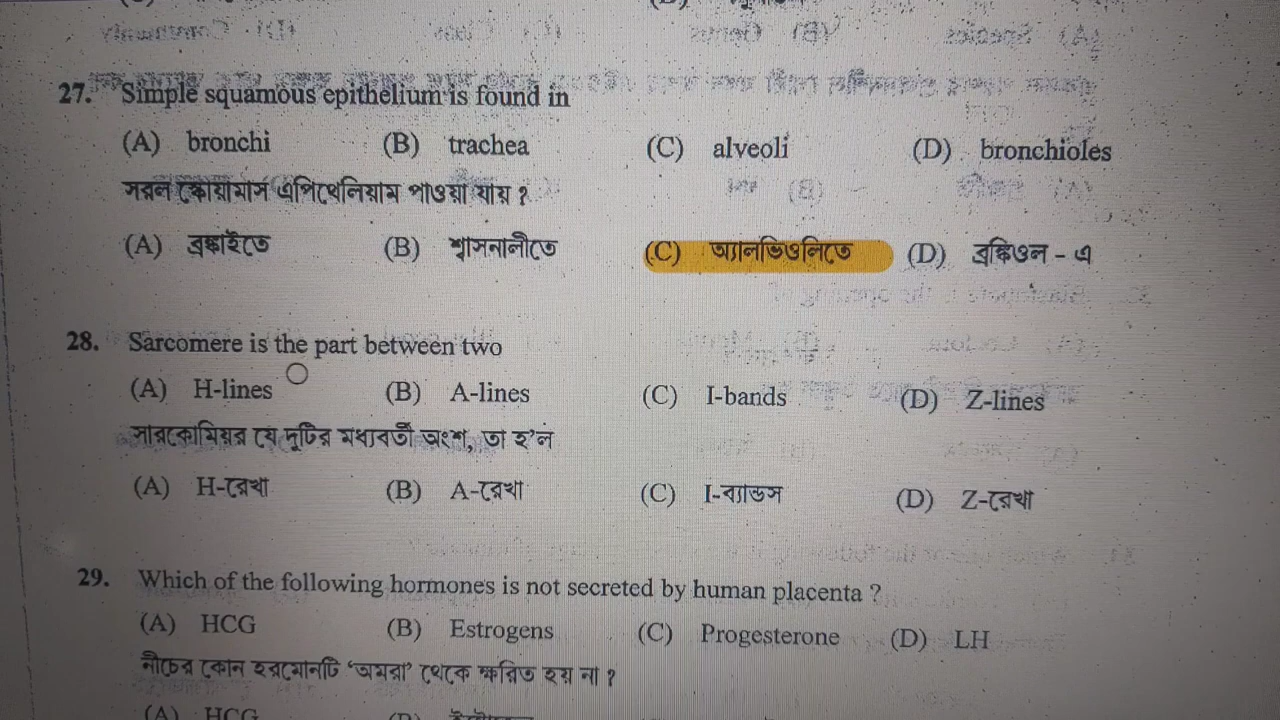 27. Simple squamous epithelium is found in
(A) bronchi (B) trachea (C) alveoli (D) bronchioles
সরল স্কোয়ামাস এপিথেলিয়াম পাওয়া যায় ?
(A) ব্রঙ্কাইতে (B) শ্বাসনালীতে (C) অ্যালভিওলিতে (D) ব্রঙ্কিওল - এ
28. Sarcomere is the part between two
(A) H-lines (B) A-lines (C) I-bands (D) Z-lines
সারকোমিয়র যে দুটির মধ্যবর্তী অংশ, তা হ'ল
(A) H-রেখা (B) A-রেখা (C) I-ব্যান্ডস (D) Z-রেখা
29. Which of the following hormones is not secreted by human placenta ?
(A) HCG (B) Estrogens (C) Progesterone (D) LH
নীচের কোন হরমোনটি 'অমরা' থেকে ক্ষরিত হয় না ?
(A) HCG